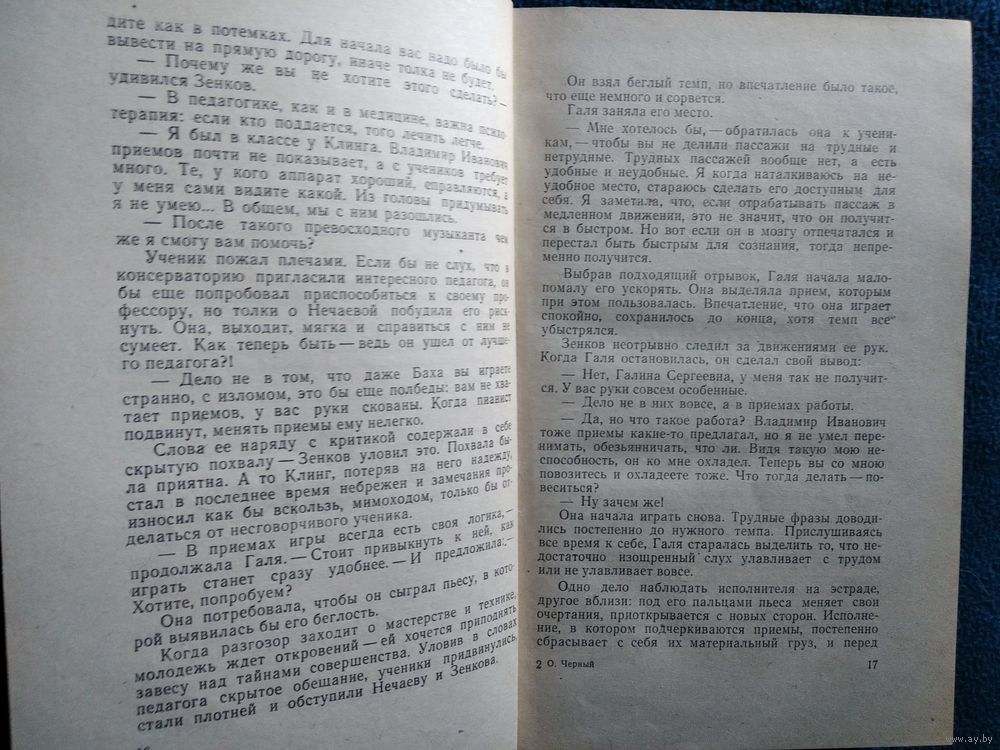 дите как в потемках. Для начала вас надо было бы
вывести на прямую дорогу, иначе толка не будет.
— Почему же вы не хотите этого сделать? —
удивился Зенков.
— В педагогике, как и в медицине, важна психо-
терапия: если кто поддается, того лечить легче.
— Я был в классе у Клинга. Владимир Иванович
приемов почти не показывает, а с учеников требует
много. Те, у кого аппарат хороший, справляются, а
у меня сами видите какой. Из головы придумывать
я не умею... В общем, мы с ним разошлись.
— После такого превосходного музыканта чем
же я смогу вам помочь?
Ученик пожал плечами. Если бы не слух, что в
консерваторию пригласили интересного педагога, он
бы еще попробовал приспособиться к своему про-
фессору, но толки о Нечаевой побудили его риск-
нуть. Она, выходит, мягка и справиться с ним не
сумеет. Как теперь быть — ведь он ушел от лучше-
го педагога?!
— Дело не в том, что даже Баха вы играете
странно, с изломом, это бы еще полбеды: вам не хва-
тает приемов, у вас руки скованы. Когда пианист
подвинут, менять приемы ему нелегко.
Слова ее наряду с критикой содержали в себе
скрытую похвалу — Зенков уловил это. Похвала бы-
ла приятна. А то Клинг, потеряв на него надежду,
стал в последнее время небрежен и замечания про-
износил как бы вскользь, мимоходом, только бы от-
делаться от несговорчивого ученика.
— В приемах игры всегда есть своя логика, —
продолжала Галя. — Стоит привыкнуть к ней, как
играть станет сразу удобнее. — И предложила: —
Хотите, попробуем?
Она потребовала, чтобы он сыграл пьесу, в кото-
рой выявилась бы его беглость.
Когда разговор заходит о мастерстве и технике,
молодежь ждет откровений — ей хочется приподнять
завесу над тайнами совершенства. Уловив в словах
педагога скрытое обещание, ученики придвинулись,
стали плотней и обступили Нечаеву и Зенкова.
Он взял беглый темп, но впечатление было такое,
что еще немного и сорвется.
Галя заняла его место.
— Мне хотелось бы, — обратилась она к учени-
кам, — чтобы вы не делили пассажи на трудные и
нетрудные. Трудных пассажей вообще нет, а есть
удобные и неудобные. Я когда наталкиваюсь на не-
удобное место, стараюсь сделать его доступным для
себя. Я заметила, что, если отрабатывать пассаж в
медленном движении, это не значит, что он получит-
ся в быстром. Но вот если он в мозгу отпечатался и
перестал быть быстрым для сознания, тогда непре-
менно получится.
Выбрав подходящий отрывок, Галя начала мало-
помалу его ускорять. Она выделяла прием, которым
при этом пользовалась. Впечатление, что она играет
спокойно, сохранилось до конца, хотя темп все
убыстрялся.
Зенков неотрывно следил за движениями ее рук.
Когда Галя остановилась, он сделал свой вывод:
— Нет, Галина Сергеевна, у меня так не получит-
ся. У вас руки совсем особенные.
— Дело не в них вовсе, а в приемах работы.
— Да, но что такое работа? Владимир Иванович
тоже приемы какие-то предлагал, но я не умел пере-
нимать, обезьянничать, что ли. Видя такую мою не-
способность, он ко мне охладел. Теперь вы со мною
повозитесь и охладеете тоже. Что тогда делать — по-
веситься?
— Ну зачем же!
Она начала играть снова. Трудные фразы доводи-
лись постепенно до нужного темпа. Прислушиваясь
все время к себе, Галя старалась выделить то, что не-
достаточно изощренный слух улавливает с трудом
или не улавливает вовсе.
Одно дело наблюдать исполнителя на эстраде,
другое вблизи: под его пальцами пьеса меняет свои
очертания, приоткрывается с новых сторон. Исполне-
ние, в котором подчеркиваются приемы, постепенно
сбрасывает с себя их материальный груз, и перед
2 О. Черный 17
www.ay.by